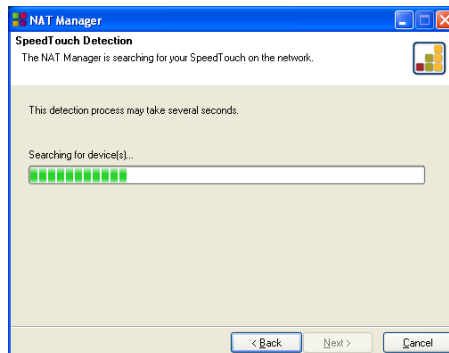 NAT Manager
SpeedTouch Detection
The NAT Manager is searching for your SpeedTouch on the network.
This detection process may take several seconds.
Searching for device(s)...
< Back
Next >
Cancel